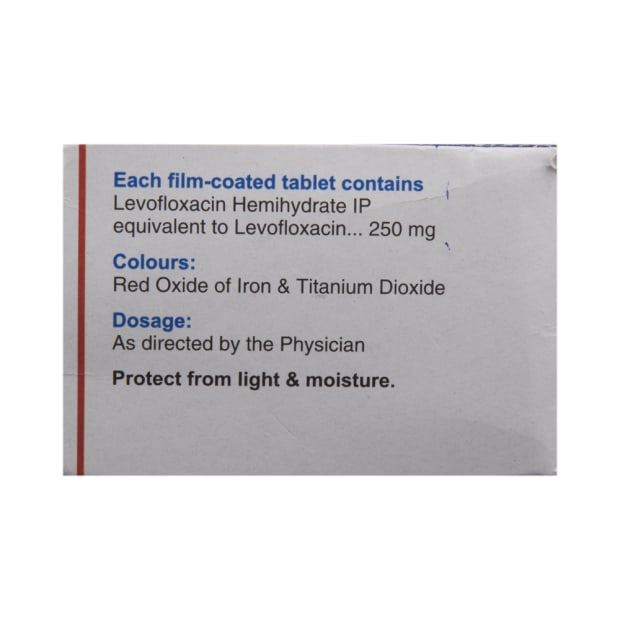 Each film-coated tablet contains
Levofloxacin Hemihydrate IP
equivalent to Levofloxacin... 250 mg
Colours:
Red Oxide of Iron & Titanium Dioxide
Dosage:
As directed by the Physician
Protect from light & moisture.